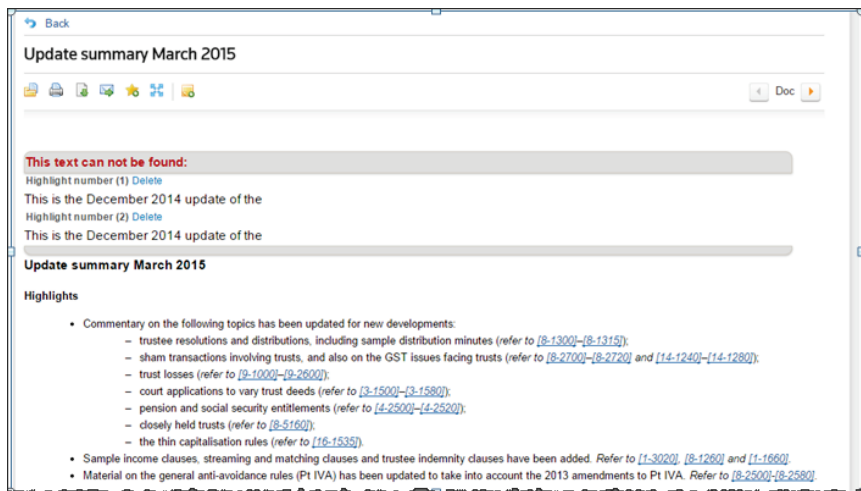 Back
Update summary March 2015
Doc
This text can not be found:
Highlight number (1) Delete
This is the December 2014 update of the
Highlight number (2) Delete
This is the December 2014 update of the
Update summary March 2015
Highlights
• Commentary on the following topics has been updated for new developments:
– trustee resolutions and distributions, including sample distribution minutes (refer to [8-1300]–[8-1315]);
– sham transactions involving trusts, and also on the GST issues facing trusts (refer to [8-2700]–[8-2720] and [14-1240]–[14-1280]);
– trust losses (refer to [9-1000]–[9-2600]);
– court applications to vary trust deeds (refer to [3-1500]–[3-1580]);
– pension and social security entitlements (refer to [4-2500]–[4-2520]);
– closely held trusts (refer to [8-5160]);
– the thin capitalisation rules (refer to [16-1535]).
• Sample income clauses, streaming and matching clauses and trustee indemnity clauses have been added. Refer to [1-3020], [8-1260] and [1-1660].
• Material on the general anti-avoidance rules (Pt IVA) has been updated to take into account the 2013 amendments to Pt IVA. Refer to [8-2500]-[8-2580].